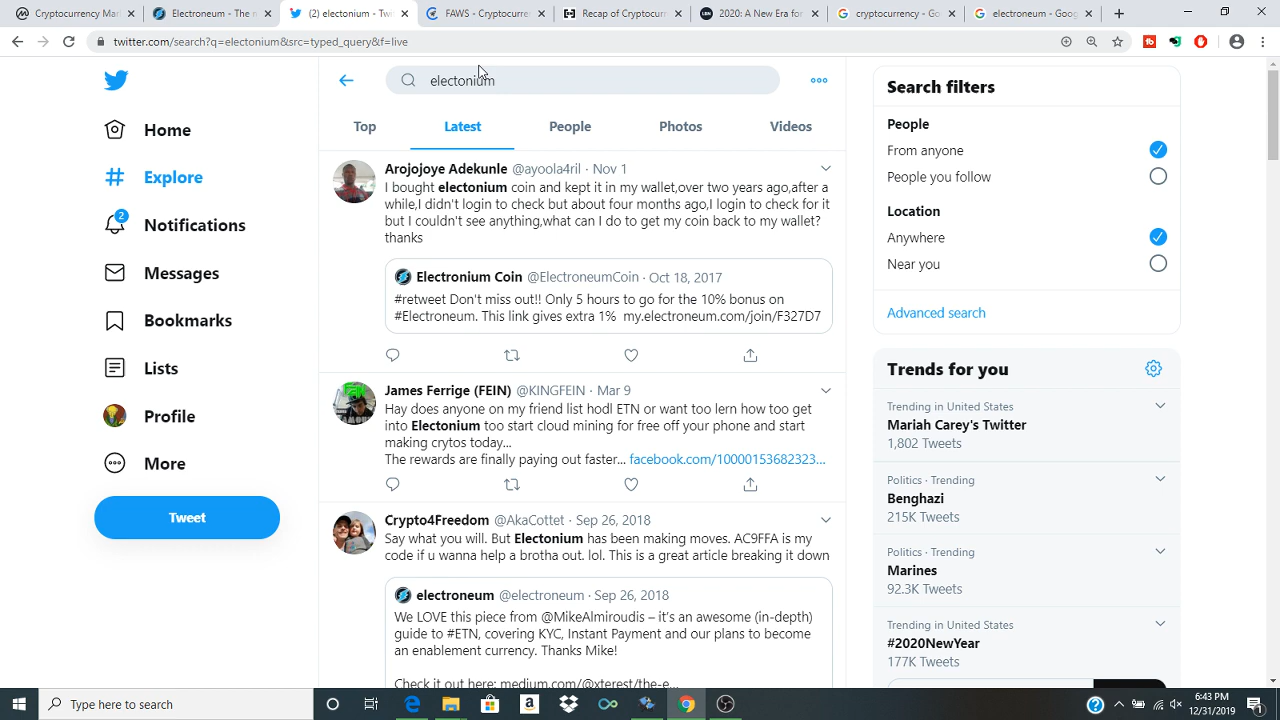 Cryptocurrency Mar
Electroneum - The n
(2) electonium - Twi
FAWS - Currency
Recap of Cryptocurr
2020: A New Era for
cryptocurrency - Go
electroneum - Goog
twitter.com/search?q=electonium&src=typed_query&f=live
electonium
Top
Latest
People
Photos
Videos
Home
Explore
2
Notifications
Messages
Bookmarks
Lists
Profile
More
Tweet
Arojojoye Adekunle @ayoola4ril · Nov 1
I bought electonium coin and kept it in my wallet,over two years ago,after a
while,I didn't login to check but about four months ago,I login to check for it
but I couldn't see anything,what can I do to get my coin back to my wallet?
thanks
Electronium Coin @ElectroneumCoin · Oct 18, 2017
#retweet Don't miss out!! Only 5 hours to go for the 10% bonus on
#Electroneum. This link gives extra 1% my.electroneum.com/join/F327D7
James Ferrige (FEIN) @KINGFEIN · Mar 9
Hay does anyone on my friend list hodl ETN or want too lern how too get
into Electonium too start cloud mining for free off your phone and start
making crytos today...
The rewards are finally paying out faster... facebook.com/10000153682323...
Crypto4Freedom @AkaCottet · Sep 26, 2018
Say what you will. But Electonium has been making moves. AC9FFA is my
code if u wanna help a brotha out. lol. This is a great article breaking it down
electroneum @electroneum · Sep 26, 2018
We LOVE this piece from @MikeAlmiroudis – it's an awesome (in-depth)
guide to #ETN, covering KYC, Instant Payment and our plans to become
an enablement currency. Thanks Mike!
Check it out here: medium.com/@xterest/the-e...
Search filters
People
From anyone
People you follow
Location
Anywhere
Near you
Advanced search
Trends for you
Trending in United States
Mariah Carey's Twitter
1,802 Tweets
Politics · Trending
Benghazi
215K Tweets
Politics · Trending
Marines
92.3K Tweets
Trending in United States
#2020NewYear
177K Tweets
Type here to search
6:43 PM
12/31/2019